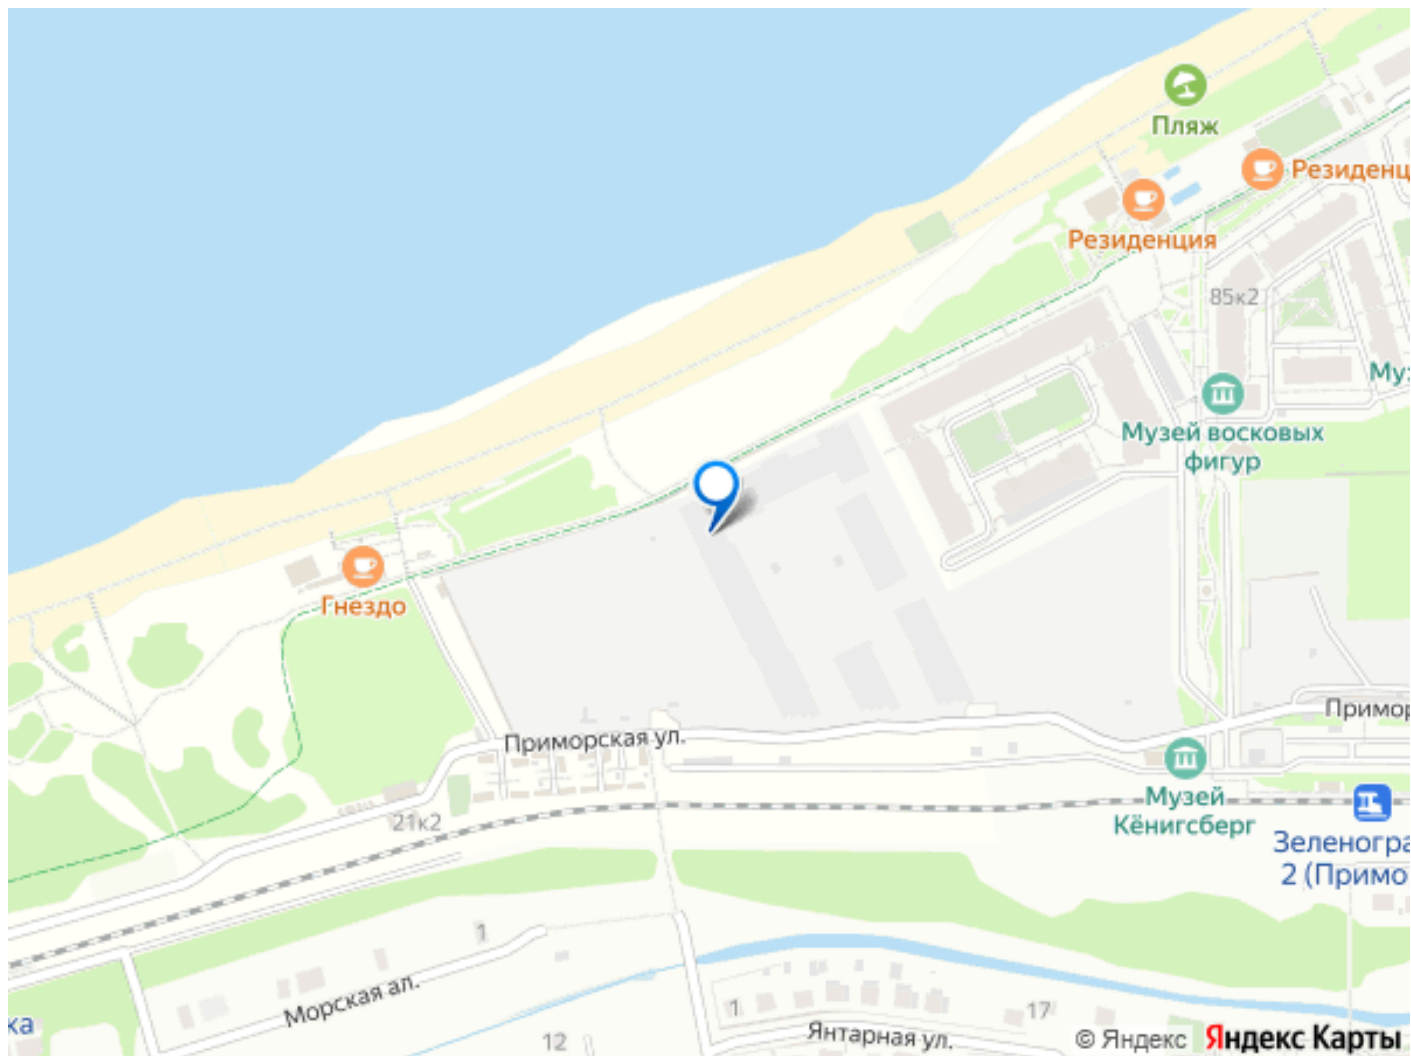 Пляж
Резиденц
Резиденция
85к2
Муз
Музей восковых
фигур
Гнездо
Приморская ул.
Примор
Музей
Кёнигсберг
21к2
Зеленогра
2 (Примо
1
Морская ал.
ка
12
1
17
Янтарная ул.
© Яндекс Яндекс Карты